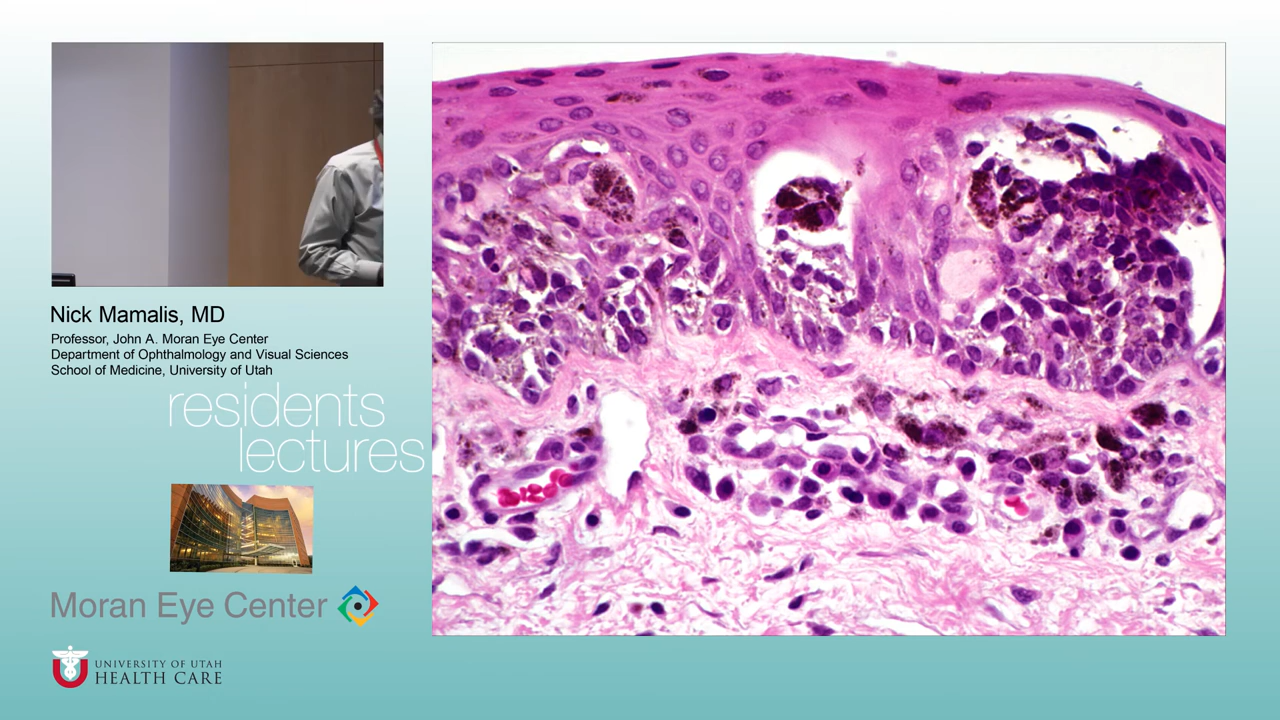 Nick Mamalis, MD
Professor, John A. Moran Eye Center
Department of Ophthalmology and Visual Sciences
School of Medicine, University of Utah
residents
lectures
Moran Eye Center
UNIVERSITY OF UTAH
HEALTH CARE